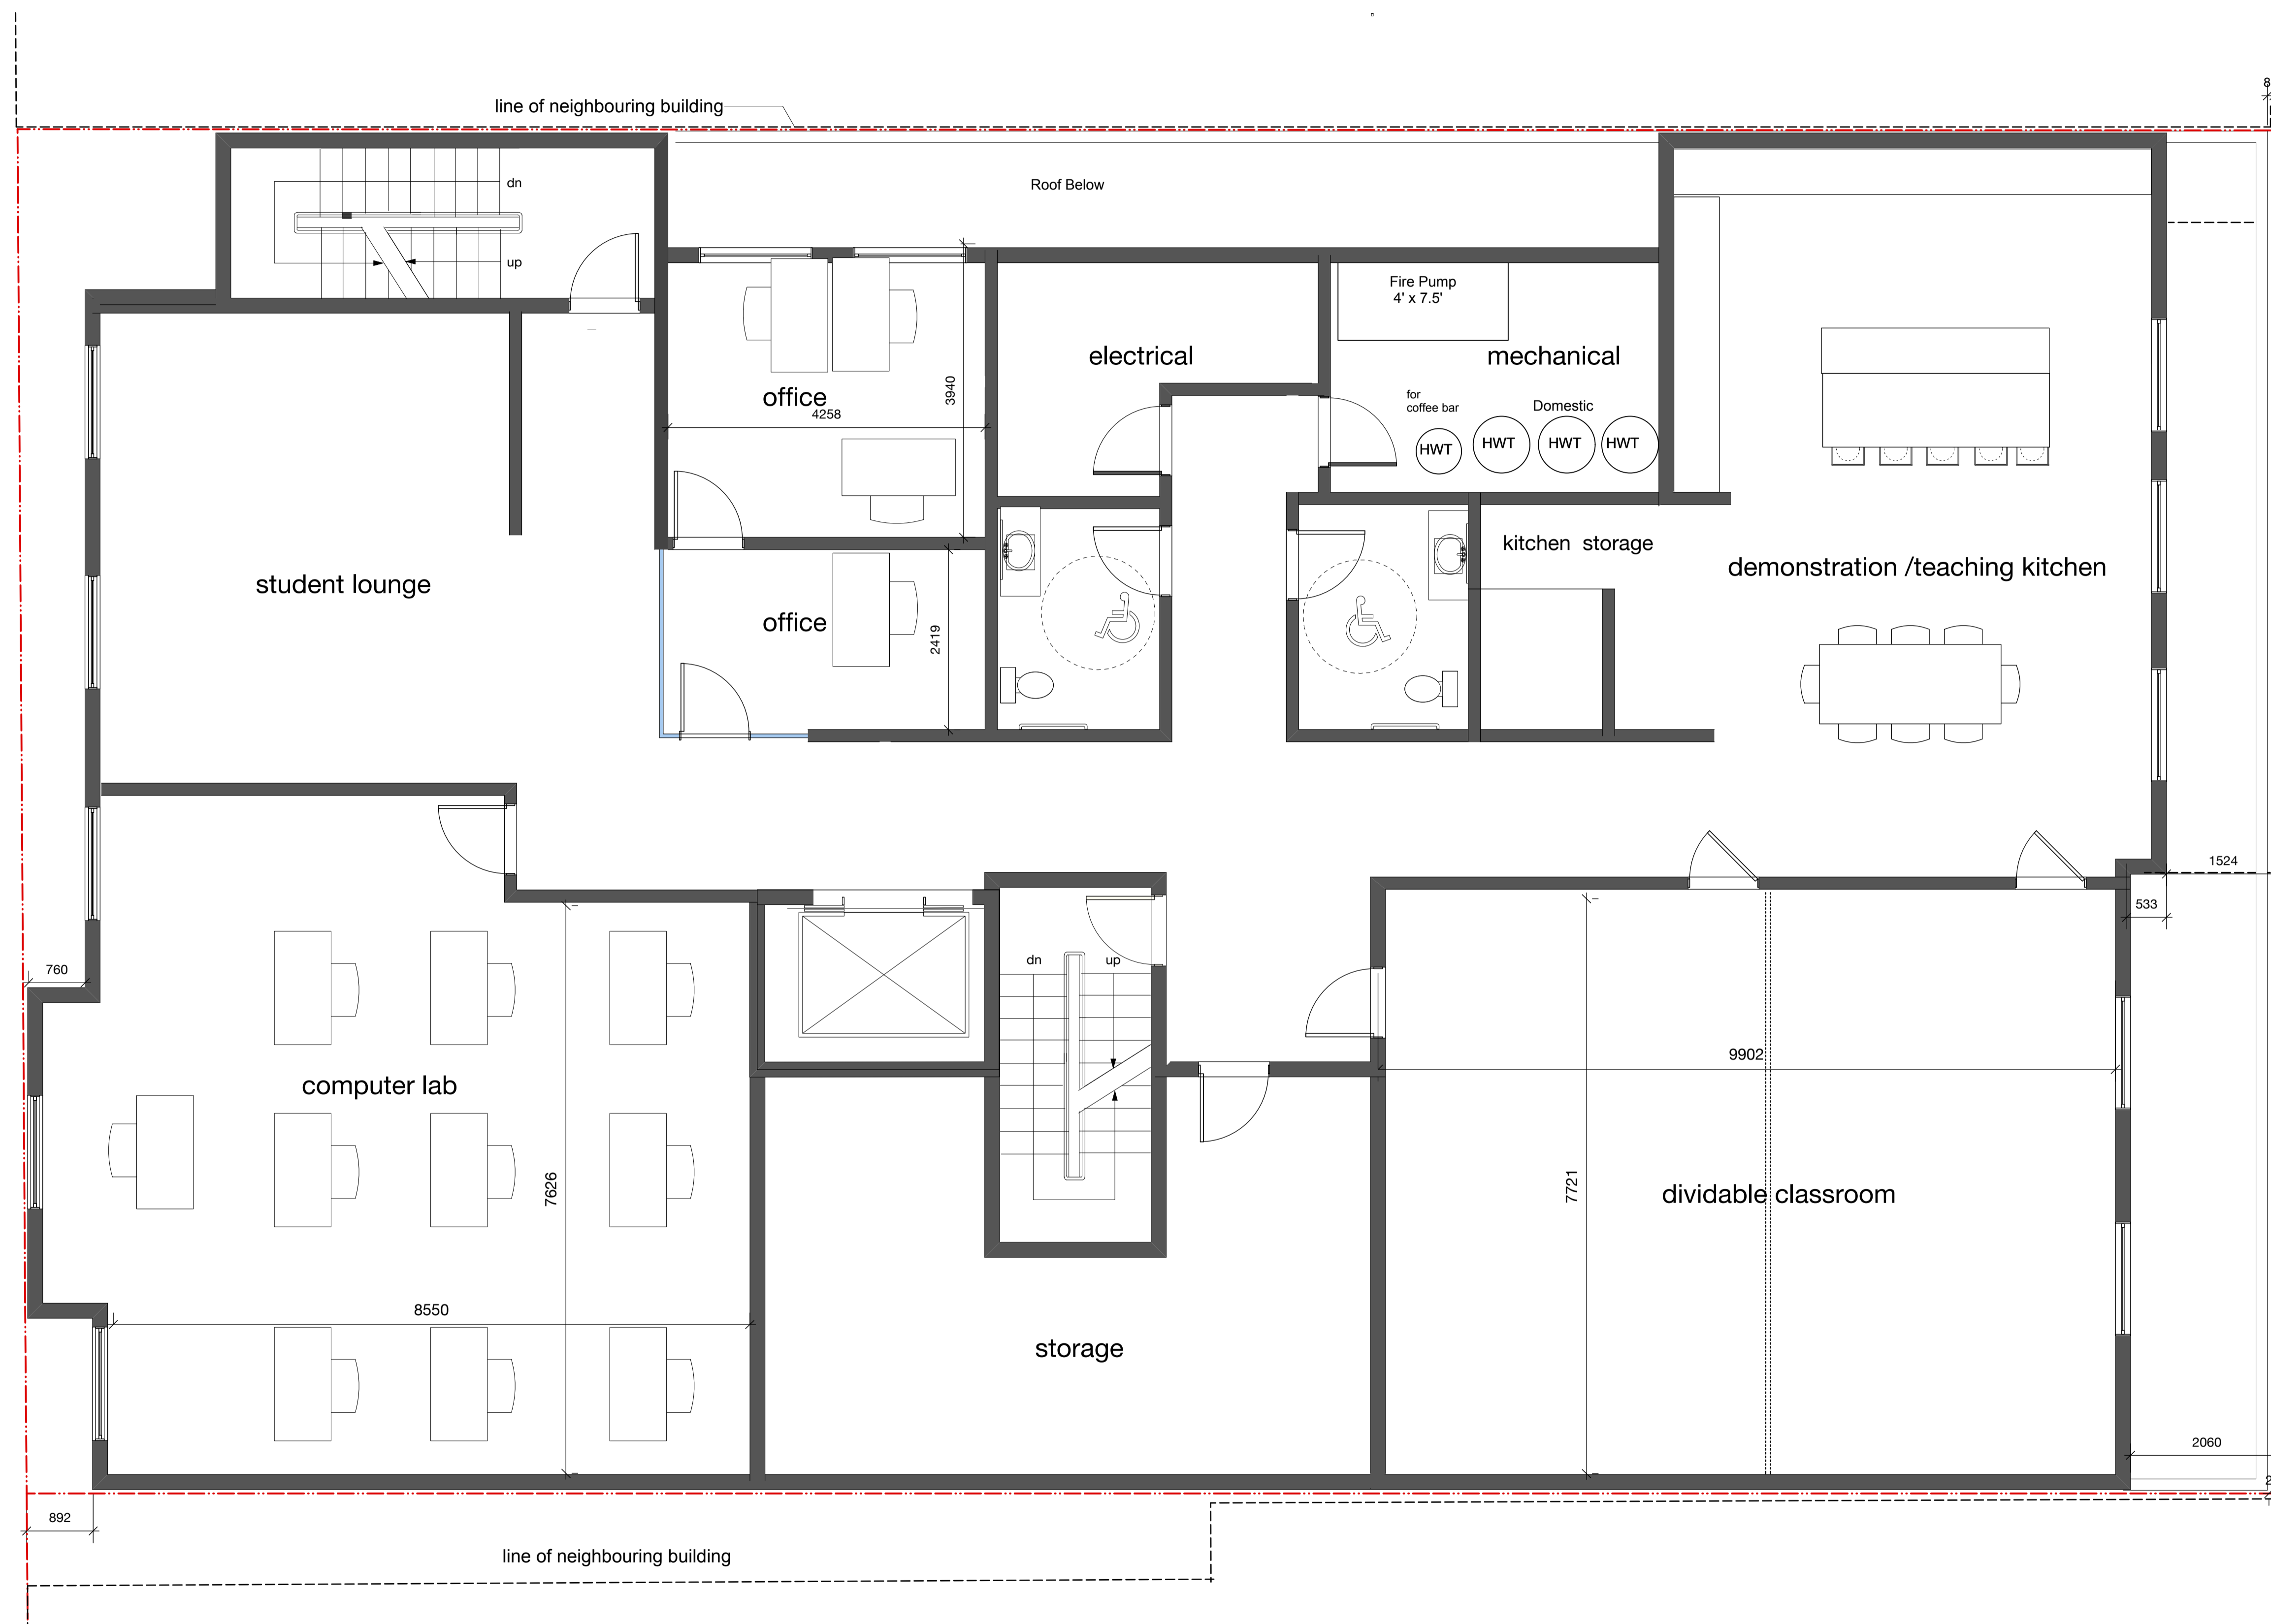 8
line of neighbouring building
dn
Roof Below
up
Fire Pump
4' x 7.5'
electrical
mechanical
office
3940
4258
for
coffee bar
Domestic
HWT
HWT
HWT
HWT
kitchen storage
demonstration /teaching kitchen
student lounge
office
2419
1524
533
760
dn
up
computer lab
9902
7626
7721
dividable classroom
8550
storage
2060
2
892
line of neighbouring building